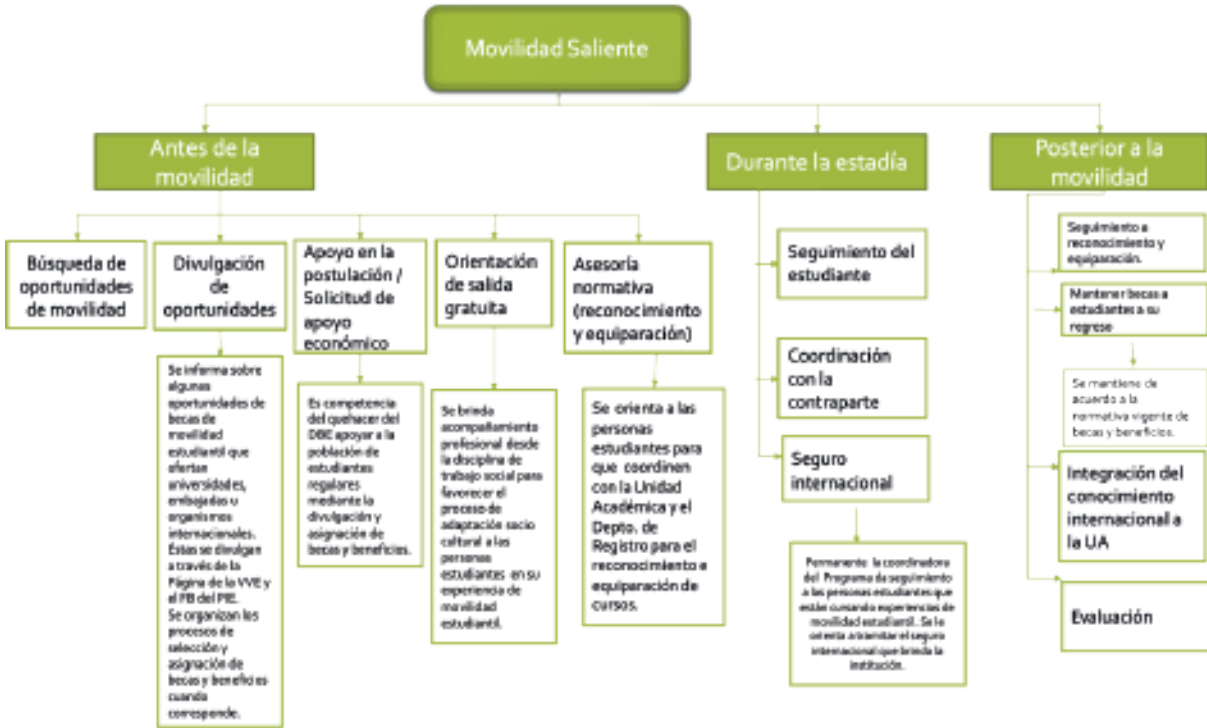 Movilidad Saliente
Antes de la
movilidad
Durante la estadía
Posterior a la
movilidad
Búsqueda de
oportunidades
de movilidad
Divulgación
de
oportunidades
Apoyo en la
postulación /
Solicitud de
apoyo
económico
Orientación
de salida
gratuita
Asesoría
normativa
(reconocimiento
y equiparación)
Se informa sobre
algunas
oportunidades de
becas de
movilidad
estudiantil que
ofertan
universidades,
embajadas u
organismos
internacionales.
Éstas se divulgan
a través de la
Página de la VVE y
el FB del PIE.
Se organizan los
procesos de
selección y
asignación de
becas y beneficios
cuando
corresponde.
Es competencia
del quehacer del
DBE apoyar a la
población de
estudiantes
regulares
mediante la
divulgación y
asignación de
becas y beneficios.
Se brinda
acompañamiento
profesional desde
la disciplina de
trabajo social para
favorecer el
proceso de
adaptación socio
cultural a las
personas
estudiantes en su
experiencia de
movilidad
estudiantil.
Se orienta a las
personas
estudiantes para
que coordinen
con la Unidad
Académica y el
Depto. de
Registro para el
reconocimiento e
equiparación de
cursos.
Seguimiento del
estudiante
Coordinación
con la
contraparte
Seguro
internacional
Permanente la coordinadora
del Programa da seguimiento
a las personas estudiantes que
están cursando experiencias de
movilidad estudiantil. Se le
orienta a tramitar el seguro
internacional que brinda la
institución.
Seguimiento a
reconocimiento y
equiparación.
Mantener becas a
estudiantes a su
regreso
Se mantiene de
acuerdo a la
normativa vigente de
becas y beneficios.
Integración del
conocimiento
internacional a
la UA
Evaluación